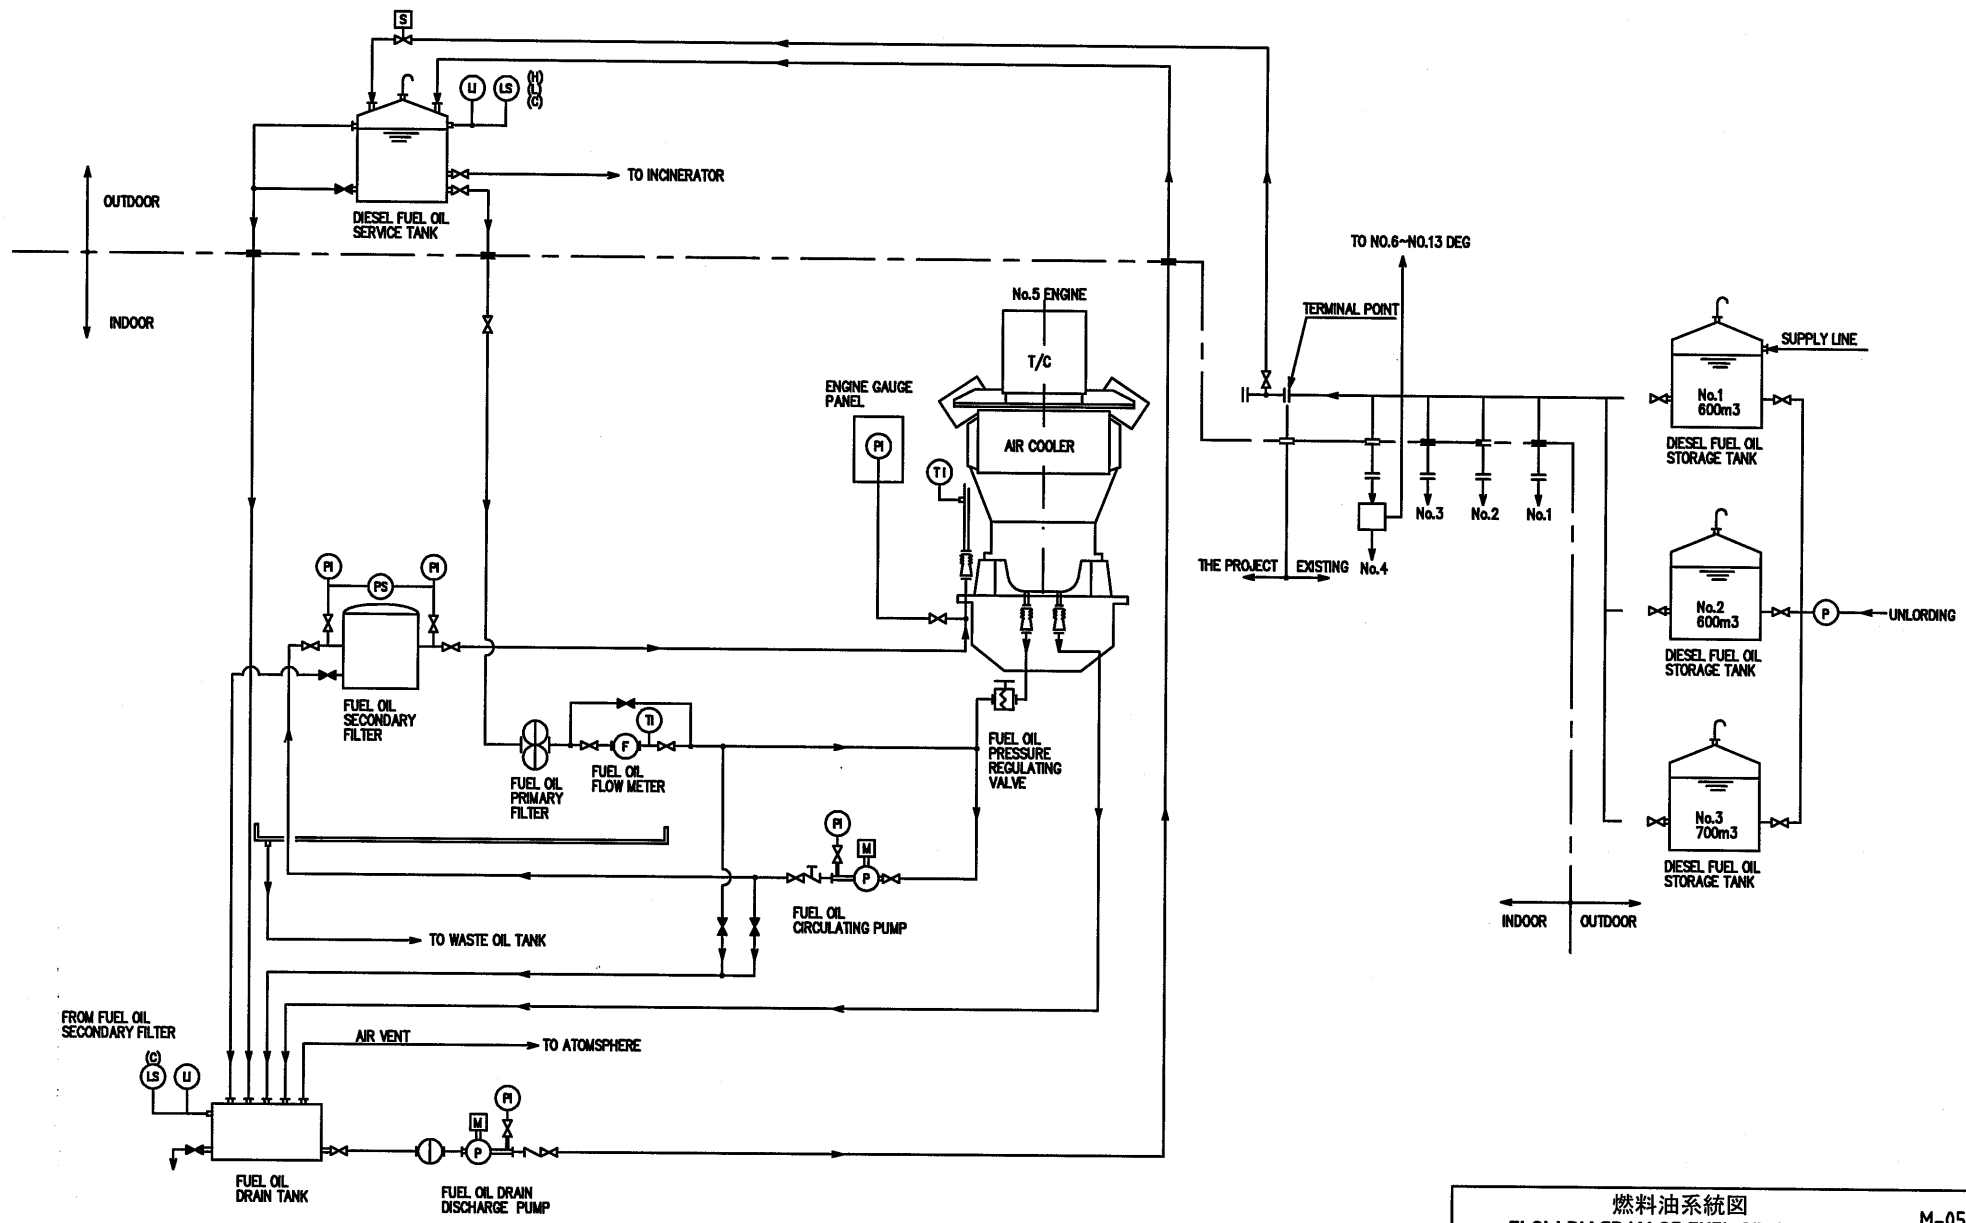 S
LI
LS
(H)
(L)
(C)
TO INCINERATOR
OUTDOOR
DIESEL FUEL OIL
SERVICE TANK
INDOOR
TO NO.6~NO.13 DEG
No.5 ENGINE
TERMINAL POINT
SUPPLY LINE
T/C
ENGINE GAUGE
PANEL
PI
TI
AIR COOLER
No.1
600m3
DIESEL FUEL OIL
STORAGE TANK
No.3
No.2
No.1
No.4
THE PROJECT
EXISTING
No.2
600m3
P
UNLORDING
DIESEL FUEL OIL
STORAGE TANK
PI
PS
PI
FUEL OIL
SECONDARY
FILTER
TI
F
FUEL OIL
PRIMARY
FILTER
FUEL OIL
FLOW METER
FUEL OIL
PRESSURE
REGULATING
VALVE
No.3
700m3
DIESEL FUEL OIL
STORAGE TANK
PI
M
P
FUEL OIL
CIRCULATING PUMP
INDOOR
OUTDOOR
TO WASTE OIL TANK
FROM FUEL OIL
SECONDARY FILTER
AIR VENT
TO ATOMSPHERE
(C)
LS
LI
PI
M
P
FUEL OIL
DRAIN TANK
FUEL OIL DRAIN
DISCHARGE PUMP
燃料油系統図
M-05